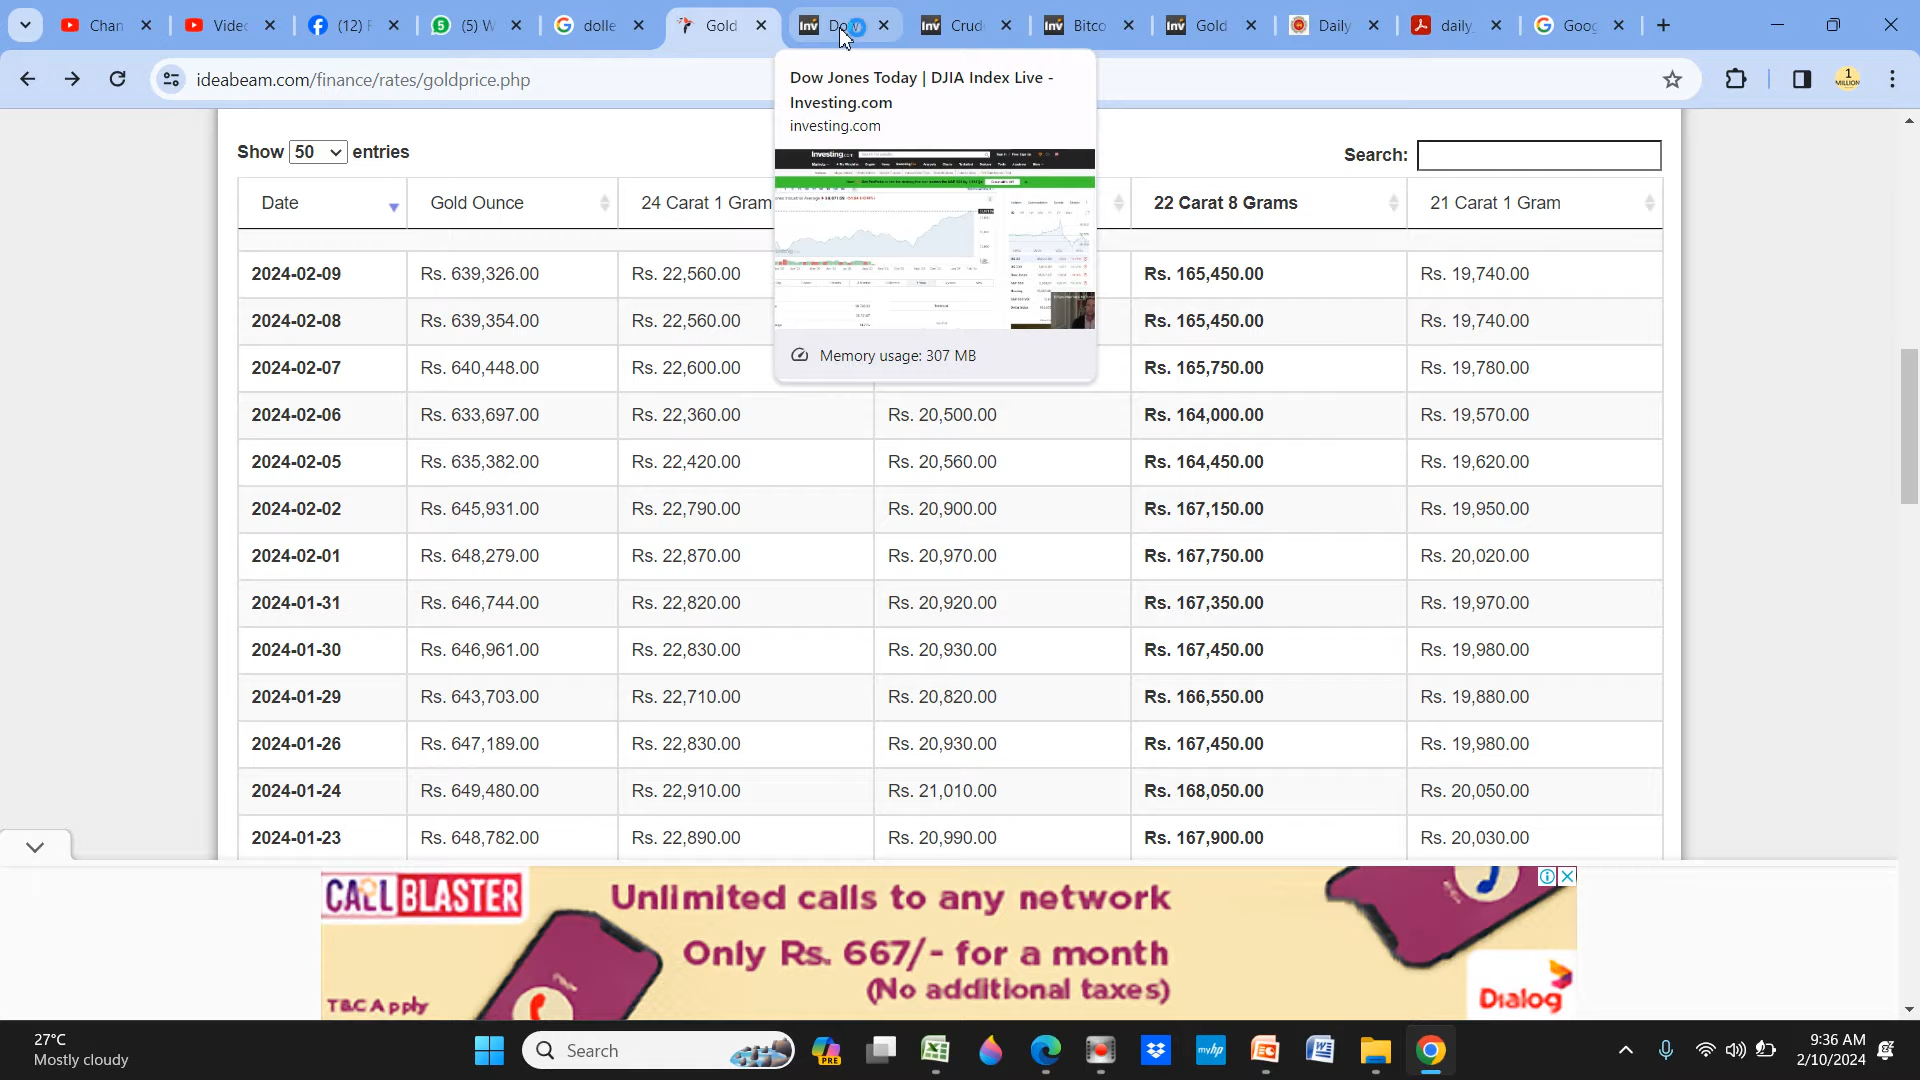 Chan
Videc
(12) F
(5) W
dolle
Gold
Dow
Crud
Bitco
Gold
Daily
daily_
Goog
ideabeam.com/finance/rates/goldprice.php
1
MILLION
Dow Jones Today | DJIA Index Live -
Investing.com
investing.com
Memory usage: 307 MB
Show 50 entries
Search:
Date Gold Ounce 24 Carat 1 Gram 22 Carat 8 Grams 21 Carat 1 Gram
2024-02-09 Rs. 639,326.00 Rs. 22,560.00 Rs. 165,450.00 Rs. 19,740.00
2024-02-08 Rs. 639,354.00 Rs. 22,560.00 Rs. 165,450.00 Rs. 19,740.00
2024-02-07 Rs. 640,448.00 Rs. 22,600.00 Rs. 165,750.00 Rs. 19,780.00
2024-02-06 Rs. 633,697.00 Rs. 22,360.00 Rs. 20,500.00 Rs. 164,000.00 Rs. 19,570.00
2024-02-05 Rs. 635,382.00 Rs. 22,420.00 Rs. 20,560.00 Rs. 164,450.00 Rs. 19,620.00
2024-02-02 Rs. 645,931.00 Rs. 22,790.00 Rs. 20,900.00 Rs. 167,150.00 Rs. 19,950.00
2024-02-01 Rs. 648,279.00 Rs. 22,870.00 Rs. 20,970.00 Rs. 167,750.00 Rs. 20,020.00
2024-01-31 Rs. 646,744.00 Rs. 22,820.00 Rs. 20,920.00 Rs. 167,350.00 Rs. 19,970.00
2024-01-30 Rs. 646,961.00 Rs. 22,830.00 Rs. 20,930.00 Rs. 167,450.00 Rs. 19,980.00
2024-01-29 Rs. 643,703.00 Rs. 22,710.00 Rs. 20,820.00 Rs. 166,550.00 Rs. 19,880.00
2024-01-26 Rs. 647,189.00 Rs. 22,830.00 Rs. 20,930.00 Rs. 167,450.00 Rs. 19,980.00
2024-01-24 Rs. 649,480.00 Rs. 22,910.00 Rs. 21,010.00 Rs. 168,050.00 Rs. 20,050.00
2024-01-23 Rs. 648,782.00 Rs. 22,890.00 Rs. 20,990.00 Rs. 167,900.00 Rs. 20,030.00
CALL BLASTER
Unlimited calls to any network
Only Rs. 667/- for a month
(No additional taxes)
T&C Apply
Dialog
27°C
Mostly cloudy
Search
PRE
myhp
9:36 AM
2/10/2024